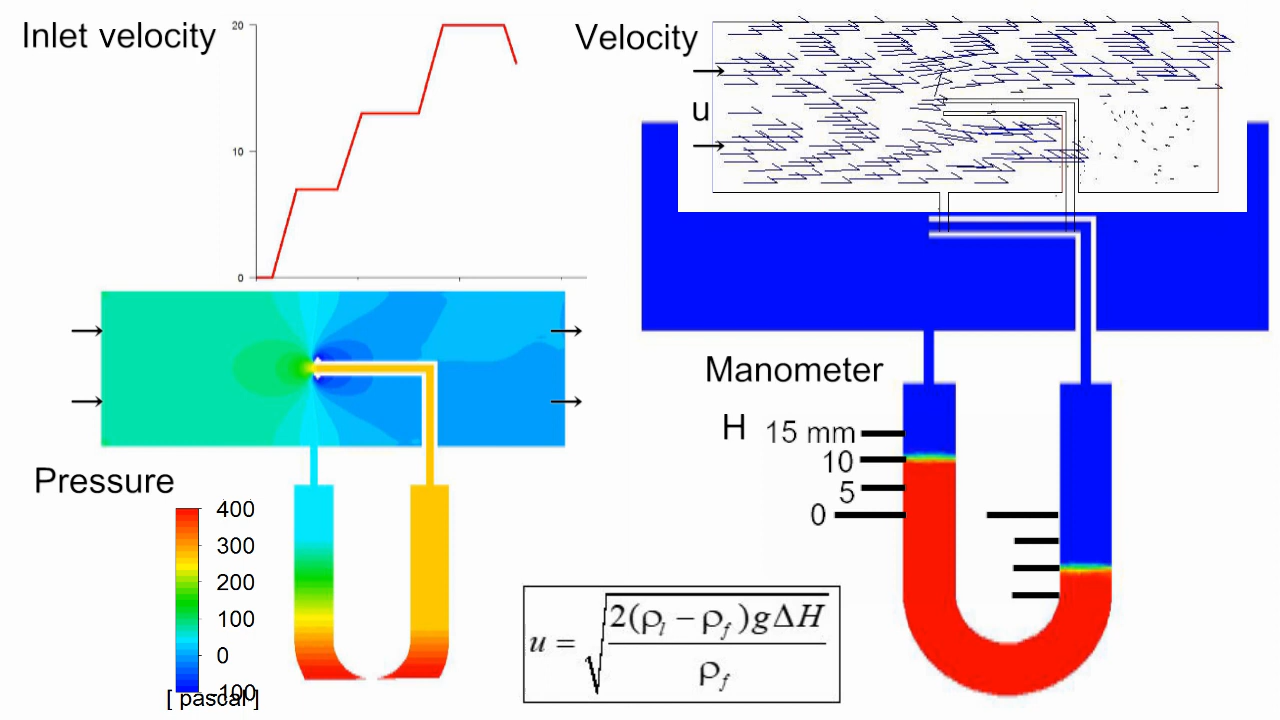 Inlet velocity
20
10
0
Velocity
u
Manometer
H 15 mm
10
5
0
Pressure
400
300
200
100
0
-100
[ pascal ]
u = √(2(ρl − ρf)gΔH / ρf)